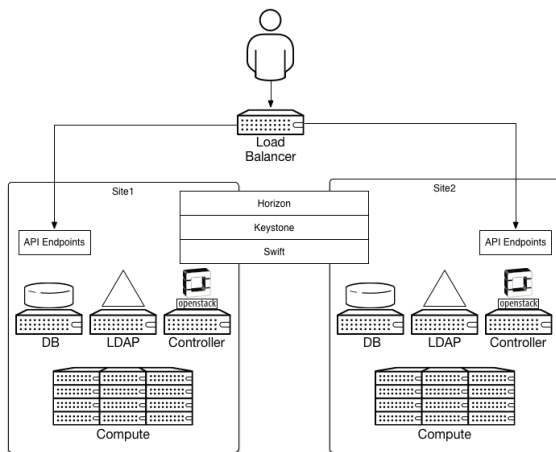 Load
Balancer
Site1
Site2
Horizon
Keystone
Swift
API Endpoints
API Endpoints
openstack
openstack
DB
LDAP
Controller
DB
LDAP
Controller
Compute
Compute